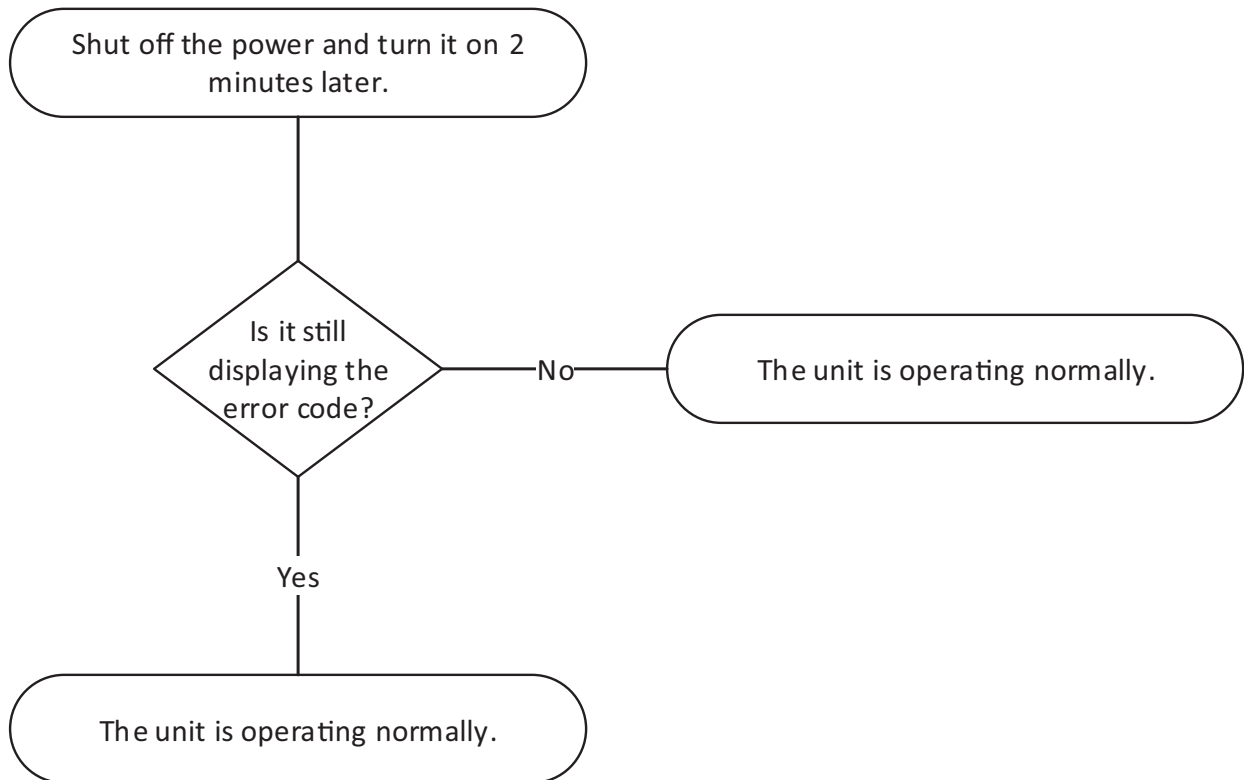 Shut off the power and turn it on 2
minutes later.
Is it still
displaying the
error code?
No
The unit is operating normally.
Yes
The unit is operating normally.